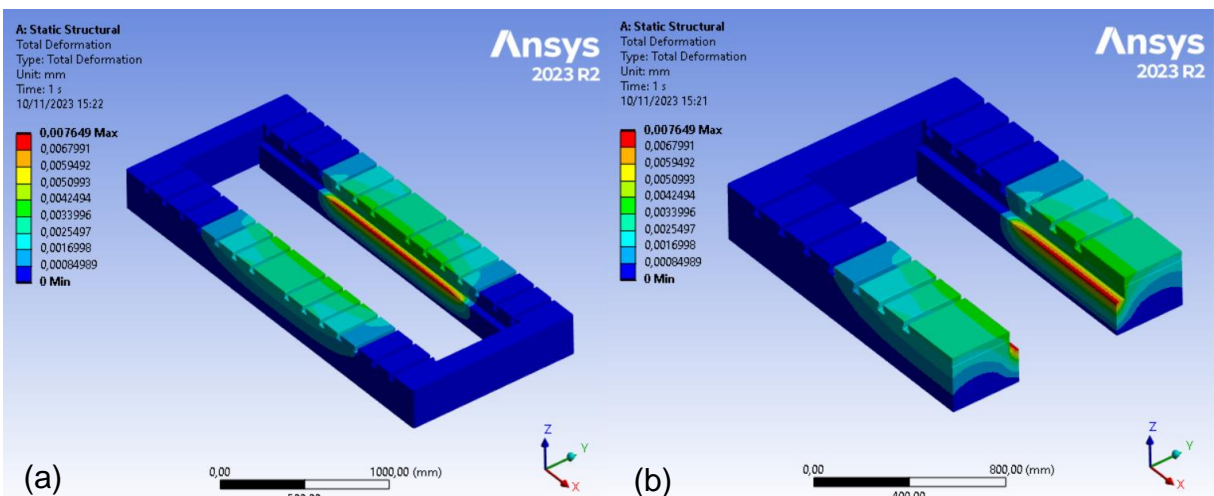 A: Static Structural
Total Deformation
Type: Total Deformation
Unit: mm
Time: 1 s
10/11/2023 15:22
Ansys
2023 R2
0,007649 Max
0,0067991
0,0059492
0,0050993
0,0042494
0,0033996
0,0025497
0,0016998
0,00084989
0 Min
Z
Y
X
0,00
1000,00 (mm)
500,00
(a)
A: Static Structural
Total Deformation
Type: Total Deformation
Unit: mm
Time: 1 s
10/11/2023 15:21
Ansys
2023 R2
0,007649 Max
0,0067991
0,0059492
0,0050993
0,0042494
0,0033996
0,0025497
0,0016998
0,00084989
0 Min
Z
Y
X
0,00
800,00 (mm)
400,00
(b)